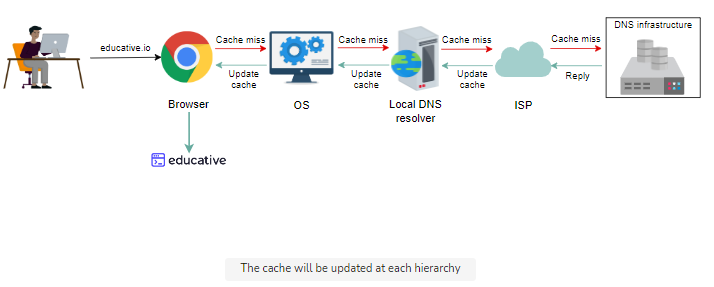 DNS infrastructure
educative.io
Cache miss
Cache miss
Cache miss
Cache miss
Update
cache
Update
cache
Update
cache
Reply
Browser
OS
Local DNS
resolver
ISP
educative
The cache will be updated at each hierarchy